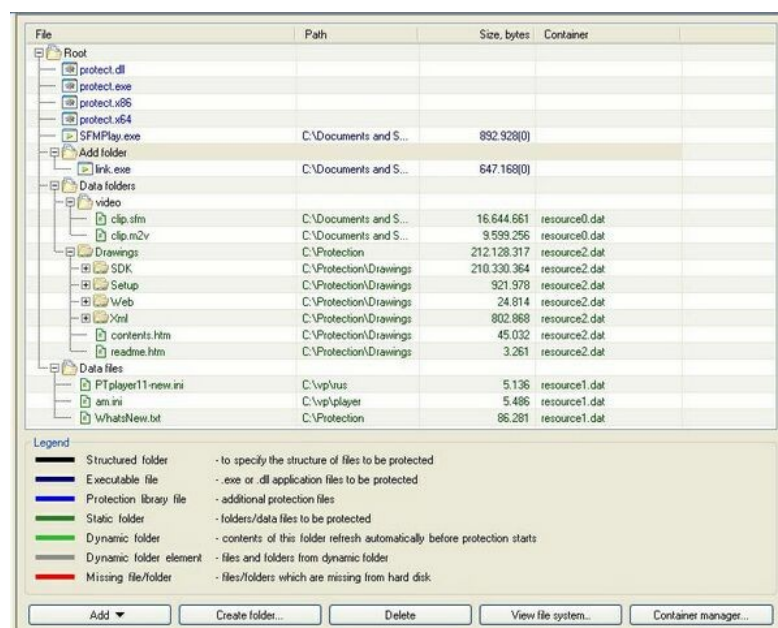 File Path Size, bytes Container
Root
protect.dll
protect.exe
protect.x86
protect.x64
SFMPlay.exe C:\Documents and S... 892.928(0)
Add folder
link.exe C:\Documents and S... 647.168(0)
Data folders
video
clip.sfm C:\Documents and S... 16.644.661 resource0.dat
clip.m2v C:\Documents and S... 9.599.256 resource0.dat
Drawings C:\Protection 212.128.317 resource2.dat
SDK C:\Protection\Drawings 210.330.364 resource2.dat
Setup C:\Protection\Drawings 921.978 resource2.dat
Web C:\Protection\Drawings 24.814 resource2.dat
Xml C:\Protection\Drawings 802.868 resource2.dat
contents.htm C:\Protection\Drawings 45.032 resource2.dat
readme.htm C:\Protection\Drawings 3.261 resource2.dat
Data files
PTplayer11-new.ini C:\vp\rus 5.136 resource1.dat
am.ini C:\vp\player 5.486 resource1.dat
WhatsNew.txt C:\Protection 86.281 resource1.dat
Legend
Structured folder - to specify the structure of files to be protected
Executable file - .exe or .dll application files to be protected
Protection library file - additional protection files
Static folder - folders/data files to be protected
Dynamic folder - contents of this folder refresh automatically before protection starts
Dynamic folder element - files and folders from dynamic folder
Missing file/folder - files/folders which are missing from hard disk
Add Create folder... Delete View file system... Container manager...